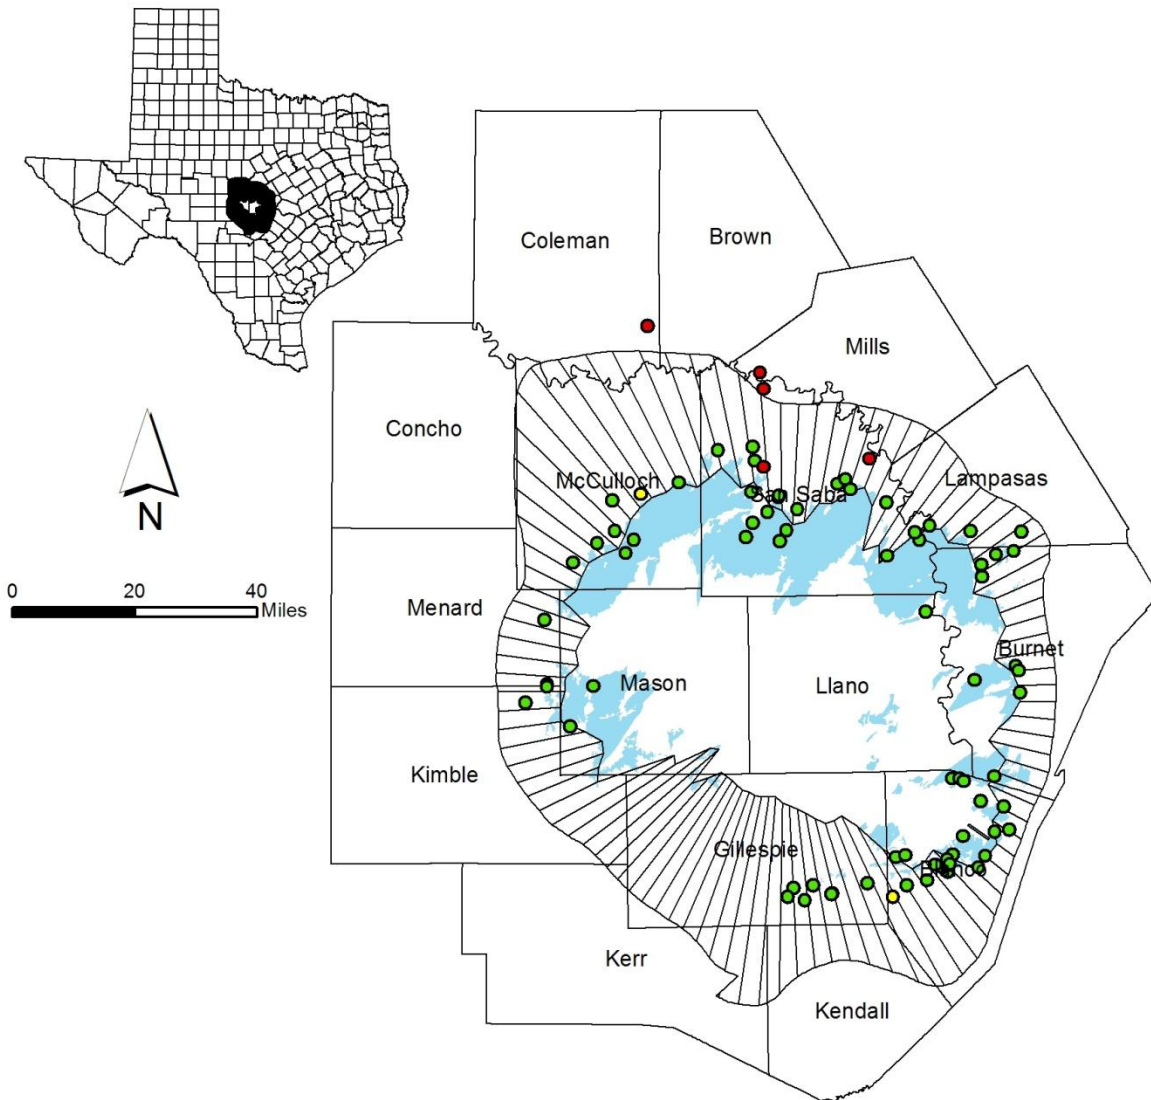 Coleman
Brown
Mills
Concho
McCulloch
San Saba
Lampasas
N
0 20 40
Miles
Menard
Burnet
Mason
Llano
Kimble
Gillespie
Blanco
Kerr
Kendall